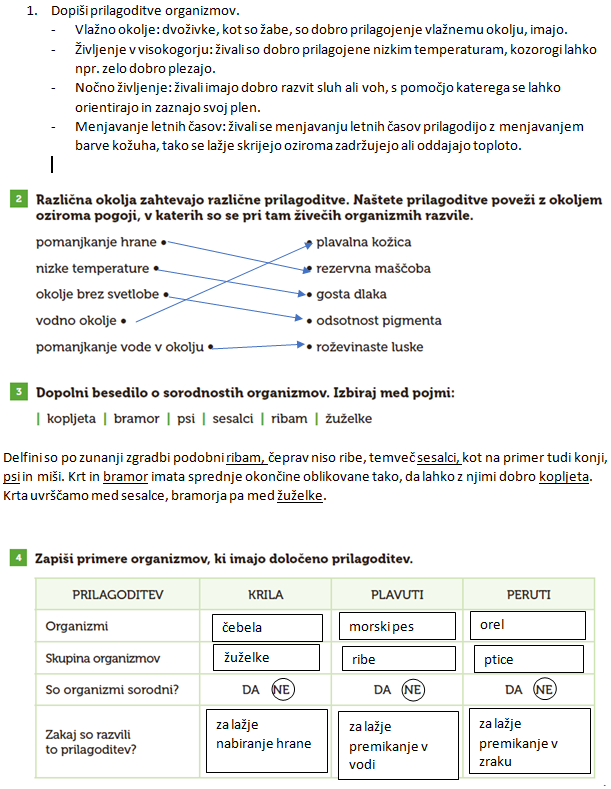 1. Dopiši prilagoditve organizmov.
- Vlažno okolje: dvoživke, kot so žabe, so dobro prilagojenje vlažnemu okolju, imajo.
- Življenje v visokogorju: živali so dobro prilagojene nizkim temperaturam, kozorogi lahko
npr. zelo dobro plezajo.
- Nočno življenje: živali imajo dobro razvit sluh ali voh, s pomočjo katerega se lahko
orientirajo in zaznajo svoj plen.
- Menjavanje letnih časov: živali se menjavanju letnih časov prilagodijo z menjavanjem
barve kožuha, tako se lažje skrijejo oziroma zadržujejo ali oddajajo toploto.
2 Različna okolja zahtevajo različne prilagoditve. Naštete prilagoditve poveži z okoljem
oziroma pogoji, v katerih so se pri tam živečih organizmih razvile.
pomanjkanje hrane • • plavalna kožica
nizke temperature • • rezervna maščoba
okolje brez svetlobe • • gosta dlaka
vodno okolje • • odsotnost pigmenta
pomanjkanje vode v okolju • • roževinaste luske
3 Dopolni besedilo o sorodnostih organizmov. Izbiraj med pojmi:
| kopljeta | bramor | psi | sesalci | ribam | žuželke
Delfini so po zunanji zgradbi podobni ribam, čeprav niso ribe, temveč sesalci, kot na primer tudi konji,
psi in miši. Krt in bramor imata sprednje okončine oblikovane tako, da lahko z njimi dobro kopljeta.
Krta uvrščamo med sesalce, bramorja pa med žuželke.
4 Zapiši primere organizmov, ki imajo določeno prilagoditev.
PRILAGODITEV KRILA PLAVUTI PERUTI
Organizmi čebela morski pes orel
Skupina organizmov žuželke ribe ptice
So organizmi sorodni? DA NE DA NE DA NE
Zakaj so razvili
to prilagoditev?
za lažje
nabiranje hrane
za lažje
premikanje v
vodi
za lažje
premikanje v
zraku